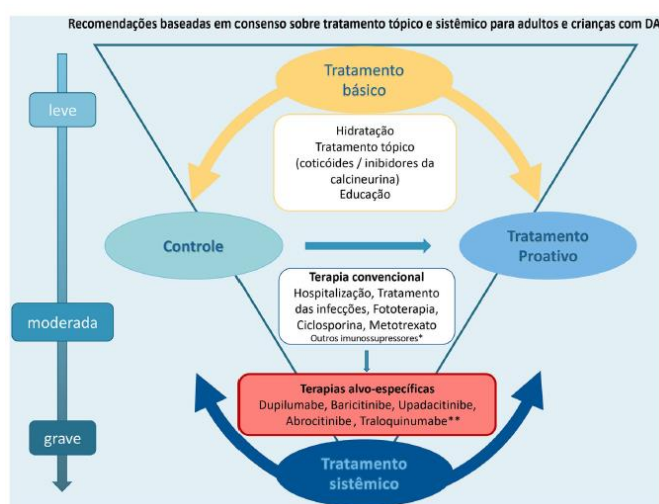 Recomendações baseadas em consenso sobre tratamento tópico e sistêmico para adultos e crianças com DA
leve
Tratamento
básico
Hidratação
Tratamento tópico
(coticóides / inibidores da
calcineurina)
Educação
Controle
Tratamento
Proativo
Terapia convencional
Hospitalização, Tratamento
das infecções, Fototerapia,
Ciclosporina, Metotrexato
Outros imunossupressores*
moderada
Terapias alvo-específicas
Dupilumabe, Baricitinibe, Upadacitinibe,
Abrocitinibe , Traloquinumabe**
grave
Tratamento
sistêmico